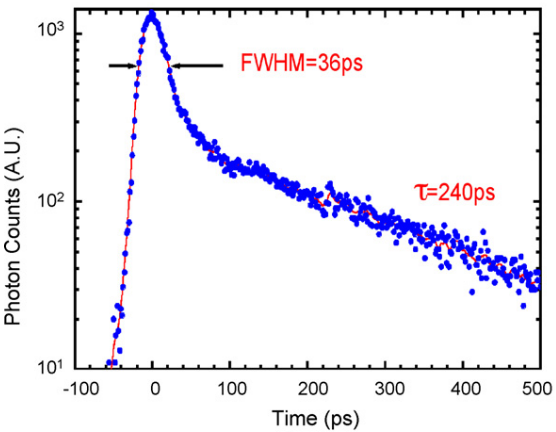 10³
FWHM=36ps
Photon Counts (A.U.)
10²
τ=240ps
10¹
-100 0 100 200 300 400 500
Time (ps)